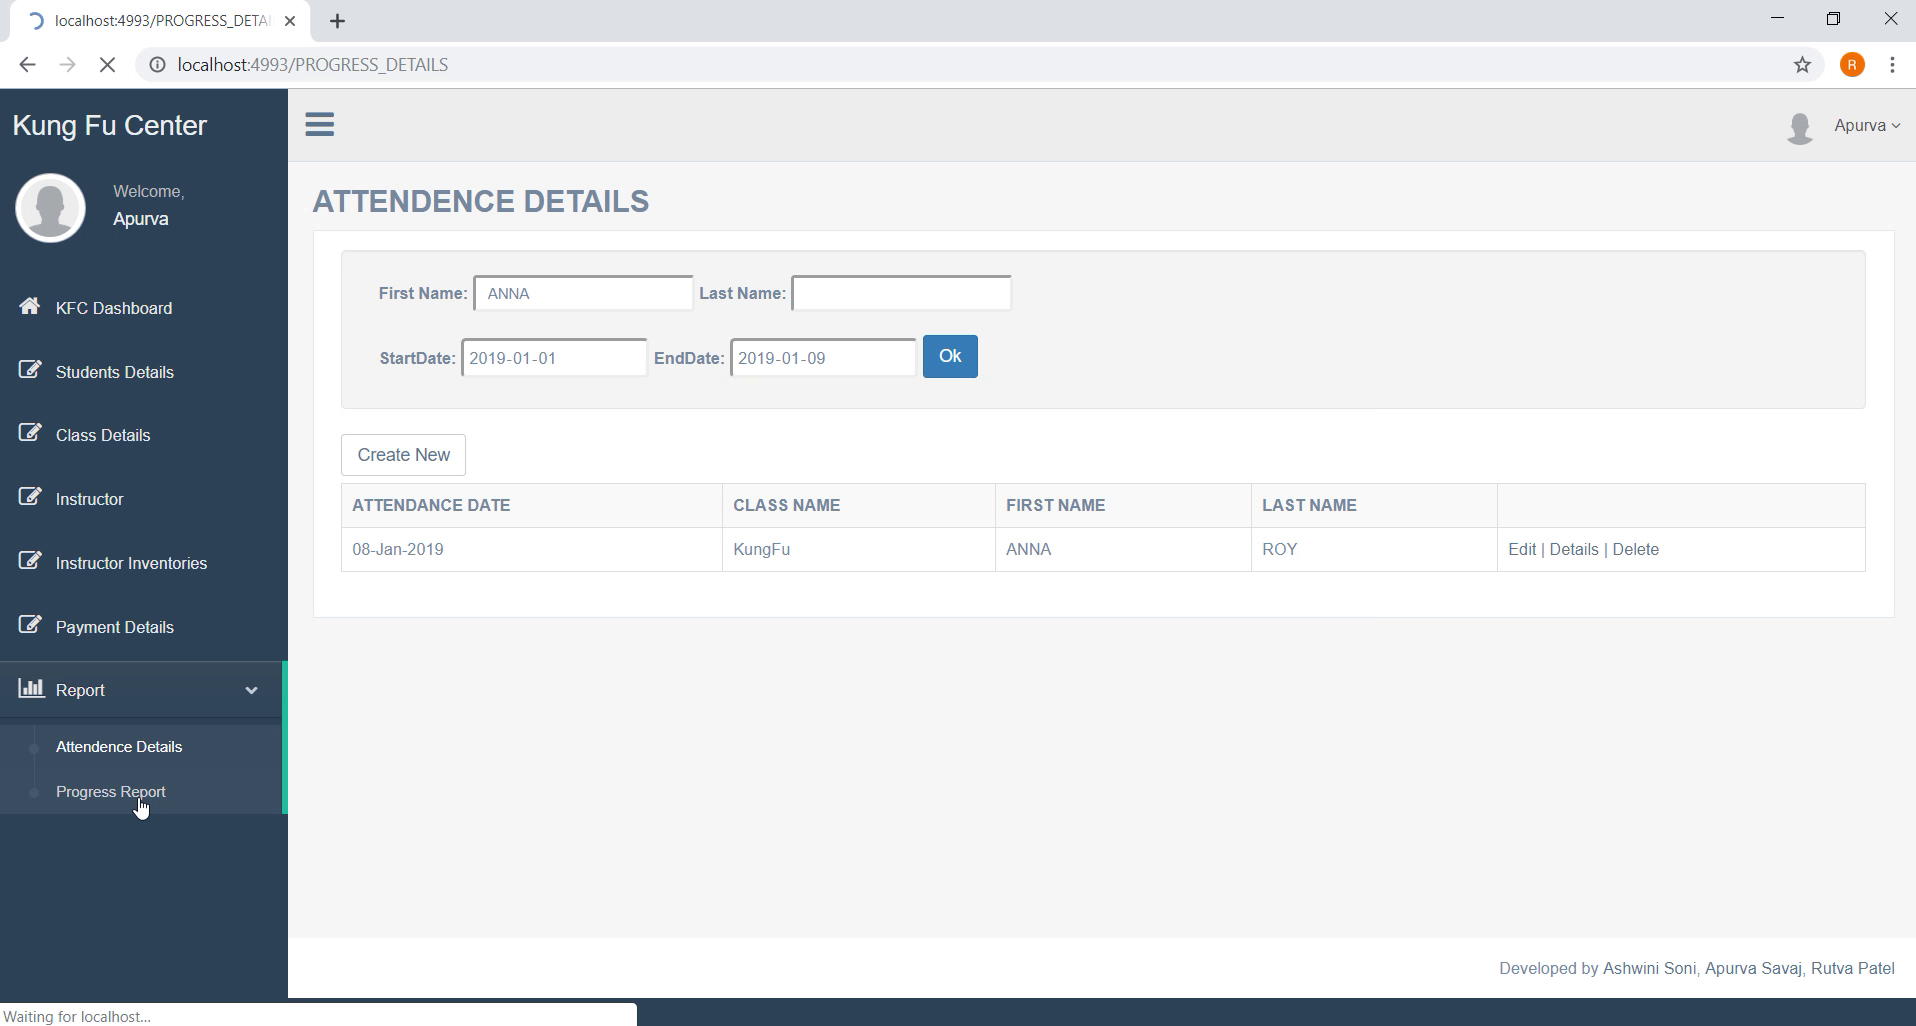 localhost:4993/PROGRESS_DETAI
localhost:4993/PROGRESS_DETAILS
R
Kung Fu Center
Apurva
Welcome,
Apurva
ATTENDENCE DETAILS
First Name: ANNA Last Name:
StartDate: 2019-01-01 EndDate: 2019-01-09 Ok
KFC Dashboard
Students Details
Class Details
Instructor
Instructor Inventories
Payment Details
Report
Attendence Details
Progress Report
Create New
ATTENDANCE DATE CLASS NAME FIRST NAME LAST NAME
08-Jan-2019 KungFu ANNA ROY Edit | Details | Delete
Developed by Ashwini Soni, Apurva Savaj, Rutva Patel
Waiting for localhost...